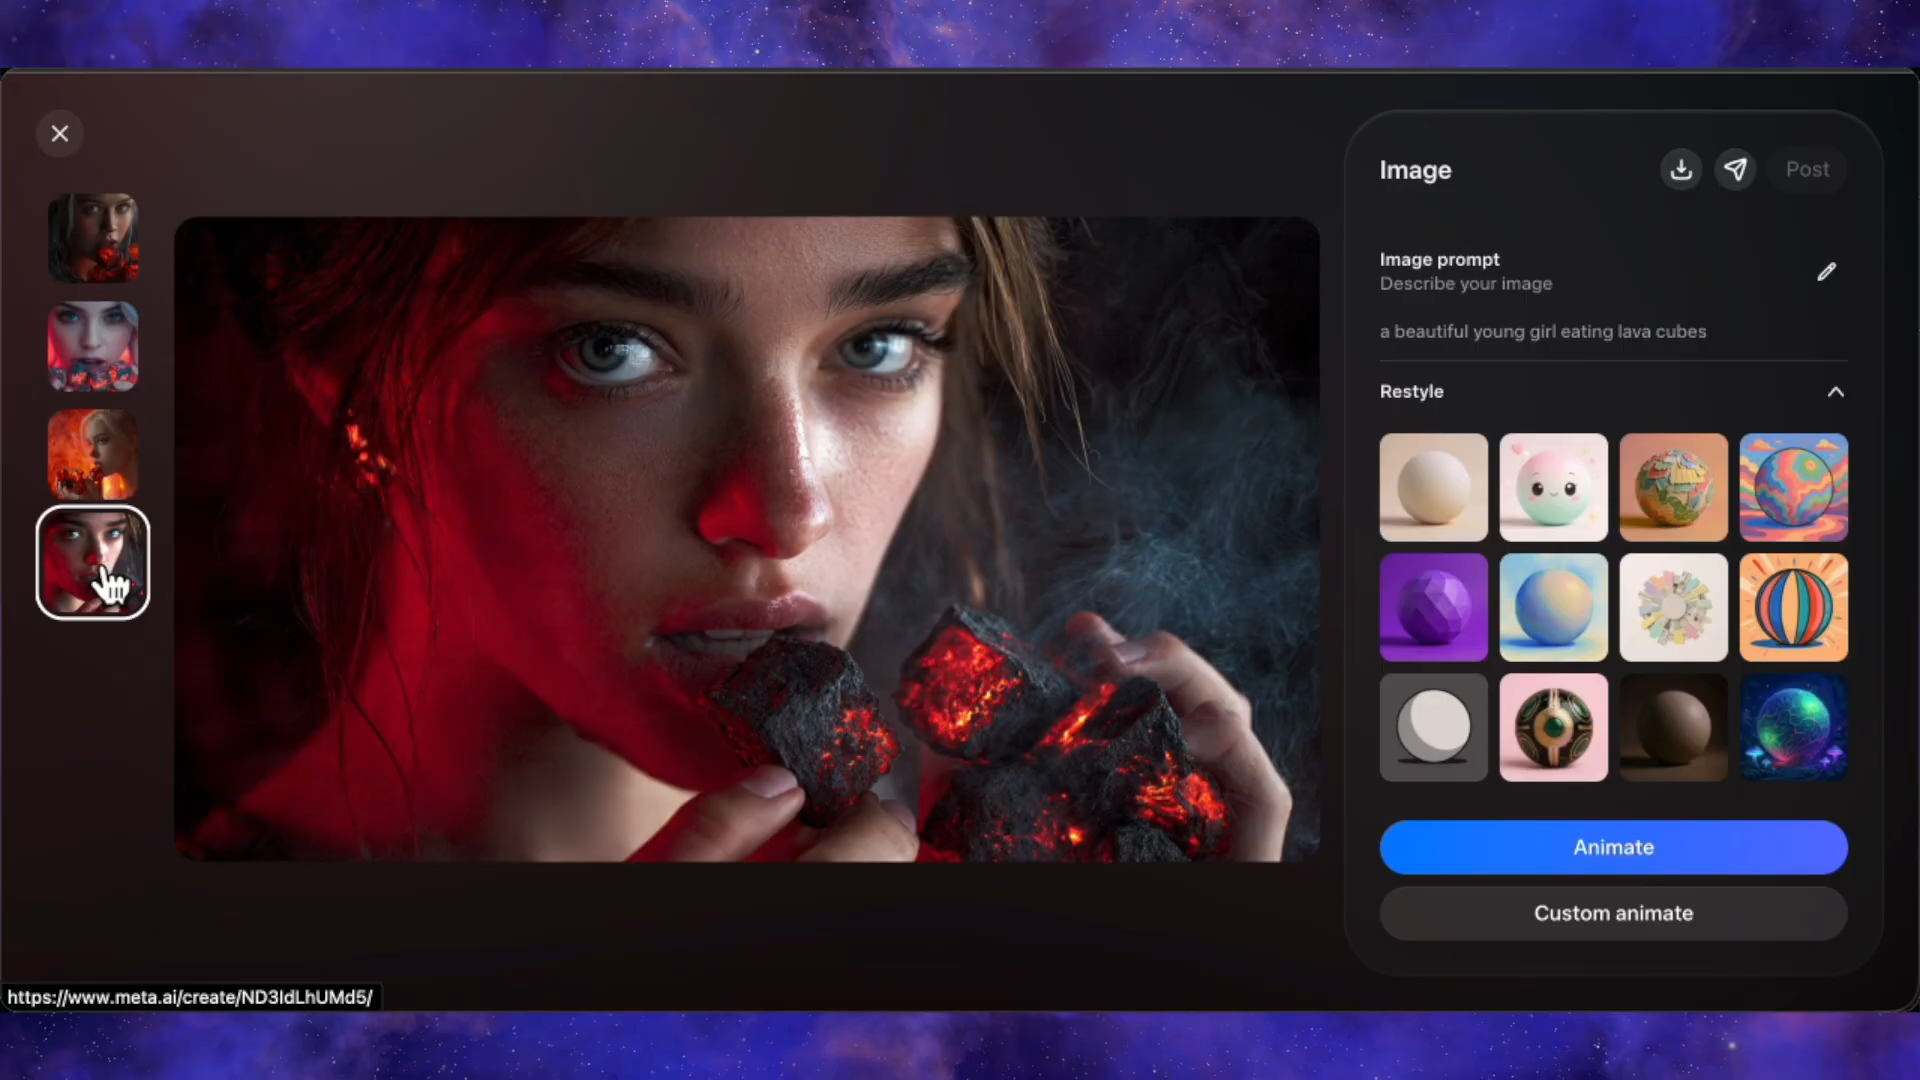 Image
Post
Image prompt
Describe your image
a beautiful young girl eating lava cubes
Restyle
Animate
Custom animate
https://www.meta.ai/create/ND3IdLhUMd5/